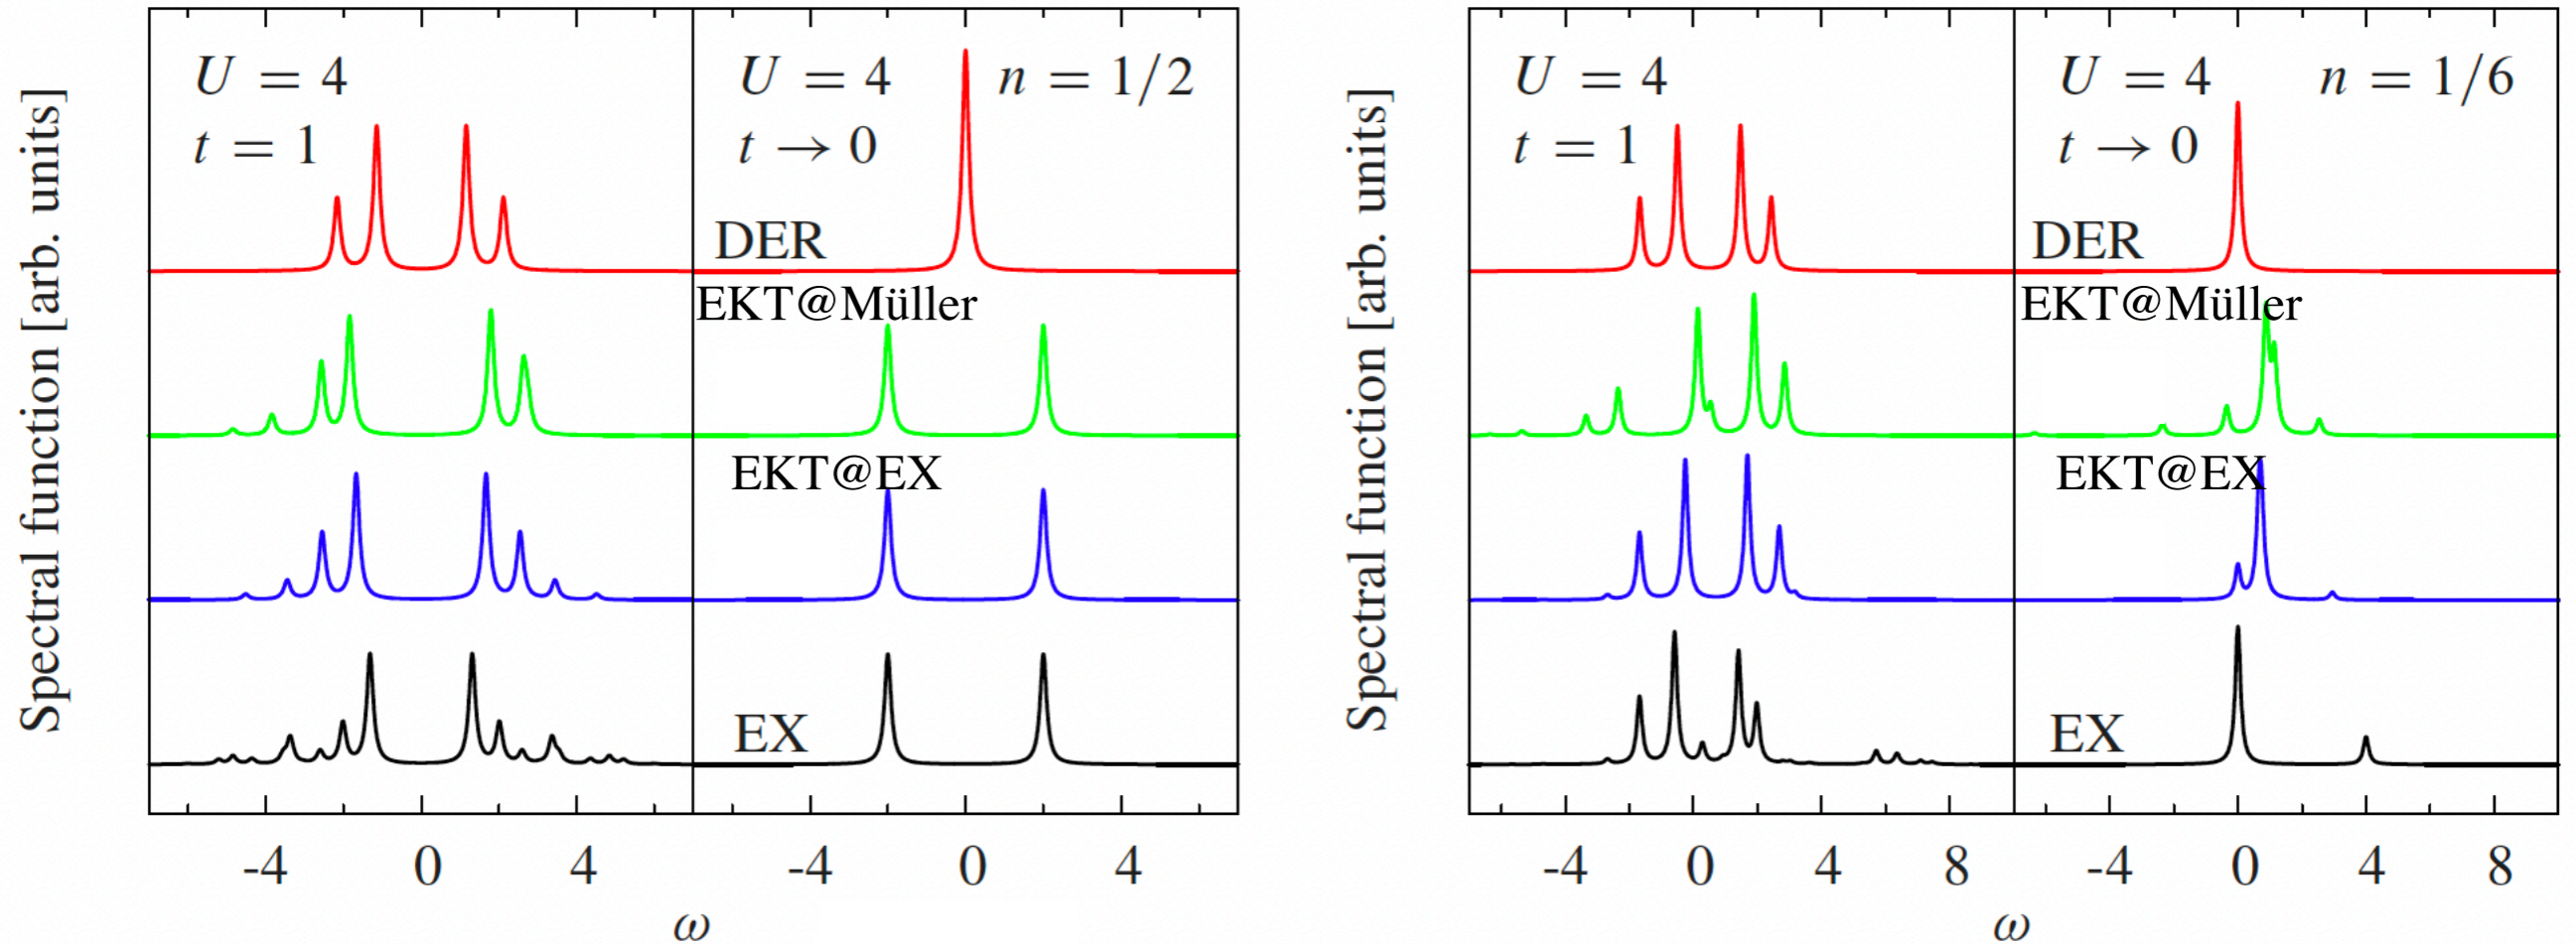 Spectral function [arb. units]
U = 4
t = 1
U = 4 n = 1/2
t → 0
DER
EKT@Müller
EKT@EX
EX
-4 0 4 -4 0 4
ω
Spectral function [arb. units]
U = 4
t = 1
U = 4 n = 1/6
t → 0
DER
EKT@Müller
EKT@EX
EX
-4 0 4 8 -4 0 4 8
ω